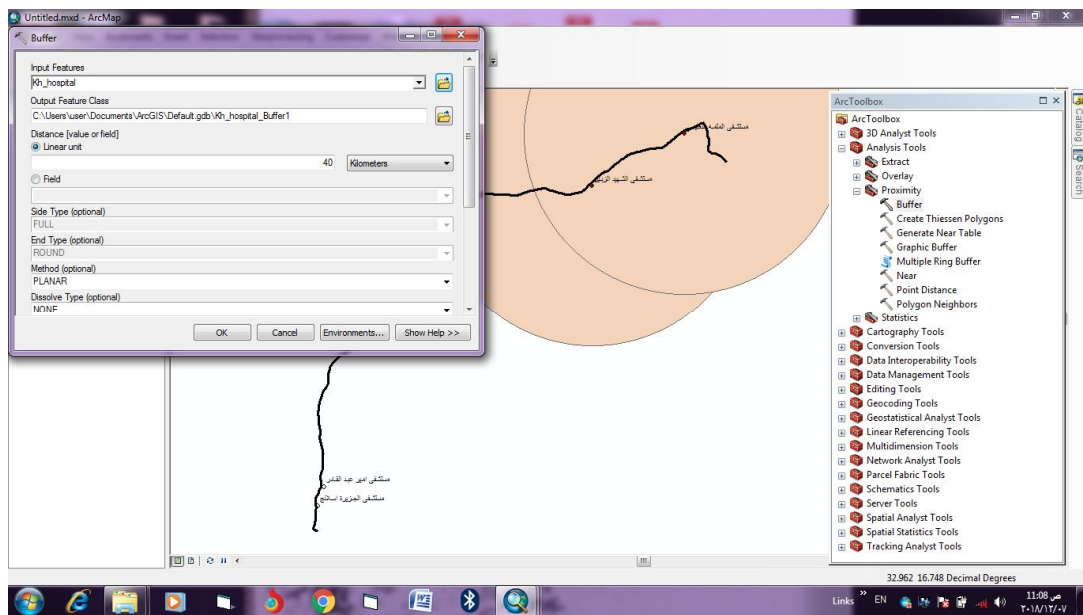 Untitled.mxd - ArcMap
Buffer
Input Features
Kh_hospital
Output Feature Class
C:\Users\user\Documents\ArcGIS\Default.gdb\Kh_hospital_Buffer1
Distance [value or field]
Linear unit
40 Kilometers
Field
Side Type (optional)
FULL
End Type (optional)
ROUND
Method (optional)
PLANAR
Dissolve Type (optional)
NONE
OK Cancel Environments... Show Help >>
مستشفى
مستشفى الشهيد
مستشفى امير عبد القادر
مستشفى الجزيرة اسلانج
ArcToolbox
ArcToolbox
3D Analyst Tools
Analysis Tools
Extract
Overlay
Proximity
Buffer
Create Thiessen Polygons
Generate Near Table
Graphic Buffer
Multiple Ring Buffer
Near
Point Distance
Polygon Neighbors
Statistics
Cartography Tools
Conversion Tools
Data Interoperability Tools
Data Management Tools
Editing Tools
Geocoding Tools
Geostatistical Analyst Tools
Linear Referencing Tools
Multidimension Tools
Network Analyst Tools
Parcel Fabric Tools
Schematics Tools
Server Tools
Spatial Analyst Tools
Spatial Statistics Tools
Tracking Analyst Tools
Catalog
Search
32.962 16.748 Decimal Degrees
Links » EN
11:08 ص
٢٠١٨/١٢/٠٧